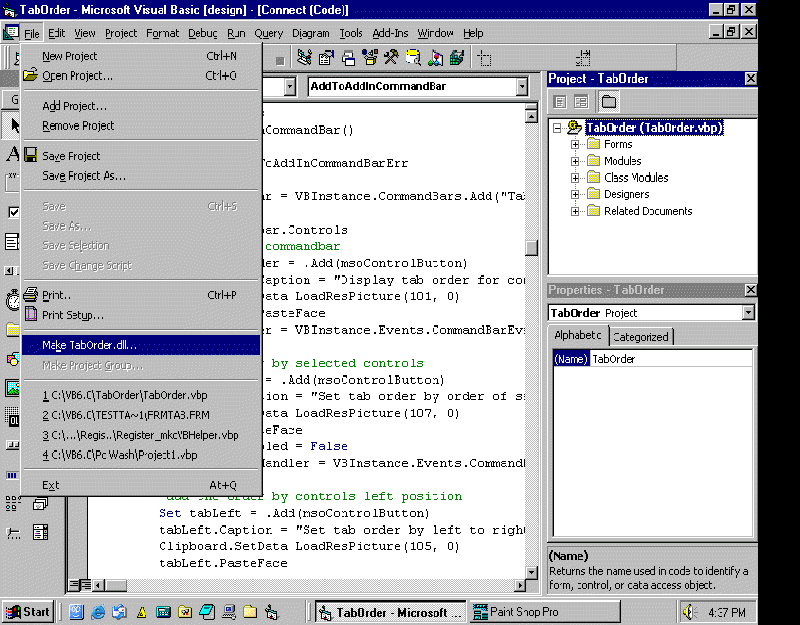 TabOrder - Microsoft Visual Basic [design] - [Connect (Code)]
File Edit View Project Format Debug Run Query Diagram Tools Add-Ins Window Help
New Project Ctrl+N
Open Project... Ctrl+O
Add Project...
Remove Project
Save Project
Save Project As...
Save Ctrl+S
Save As...
Save Selection
Save Change Script
Print... Ctrl+P
Print Setup...
Make TabOrder.dll...
Make Project Group...
1 C:\VB6.C\TabOrder\TabOrder.vbp
2 C:\VB6.C\TESTTA~1\FRMTA3.FRM
3 C:\...\Regis..\Register_mkc\VBHelper.vbp
4 C:\VB6.C\Pc Wash\Project1.vbp
Exit Alt+Q
AddToAddInCommandBar
nCommandBar()
ToAddInCommandBarErr
ar = VBInstance.CommandBars.Add("Ta
ar.Controls
commandbar
der = .Add(msoControlButton)
Caption = "Display tab order for co
Data LoadResPicture(101, 0)
PasteFace
er = VBInstance.Events.CommandBarEv
r by selected controls
= .Add(msoControlButton)
ion = "Set tab order by order of s
Data LoadResPicture(107, 0)
eFace
led = False
Handler = VBInstance.Events.Command
add the order by controls left position
Set tabLeft = .Add(msoControlButton)
tabLeft.Caption = "Set tab order by left to righ
Clipboard.SetData LoadResPicture(105, 0)
tabLeft.PasteFace
Project - TabOrder
TabOrder (TabOrder.vbp)
Forms
Modules
Class Modules
Designers
Related Documents
Properties - TabOrder
TabOrder Project
Alphabetic Categorized
(Name) TabOrder
(Name)
Returns the name used in code to identify a
form, control, or data access object.
Start TabOrder - Microsoft ... Paint Shop Pro 4:37 PM